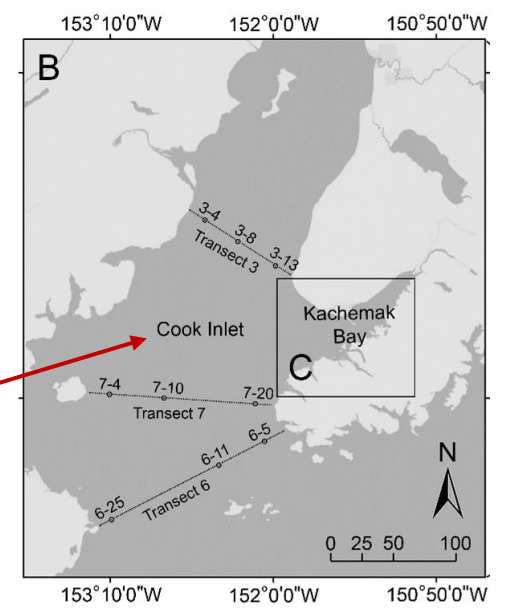 153°10'0"W 152°0'0"W 150°50'0"W
B
3-4
3-8
3-13
Transect 3
Kachemak
Bay
Cook Inlet
C
7-4
7-10
7-20
Transect 7
6-5
6-11
6-25
Transect 6
N
0 25 50 100
153°10'0"W 152°0'0"W 150°50'0"W